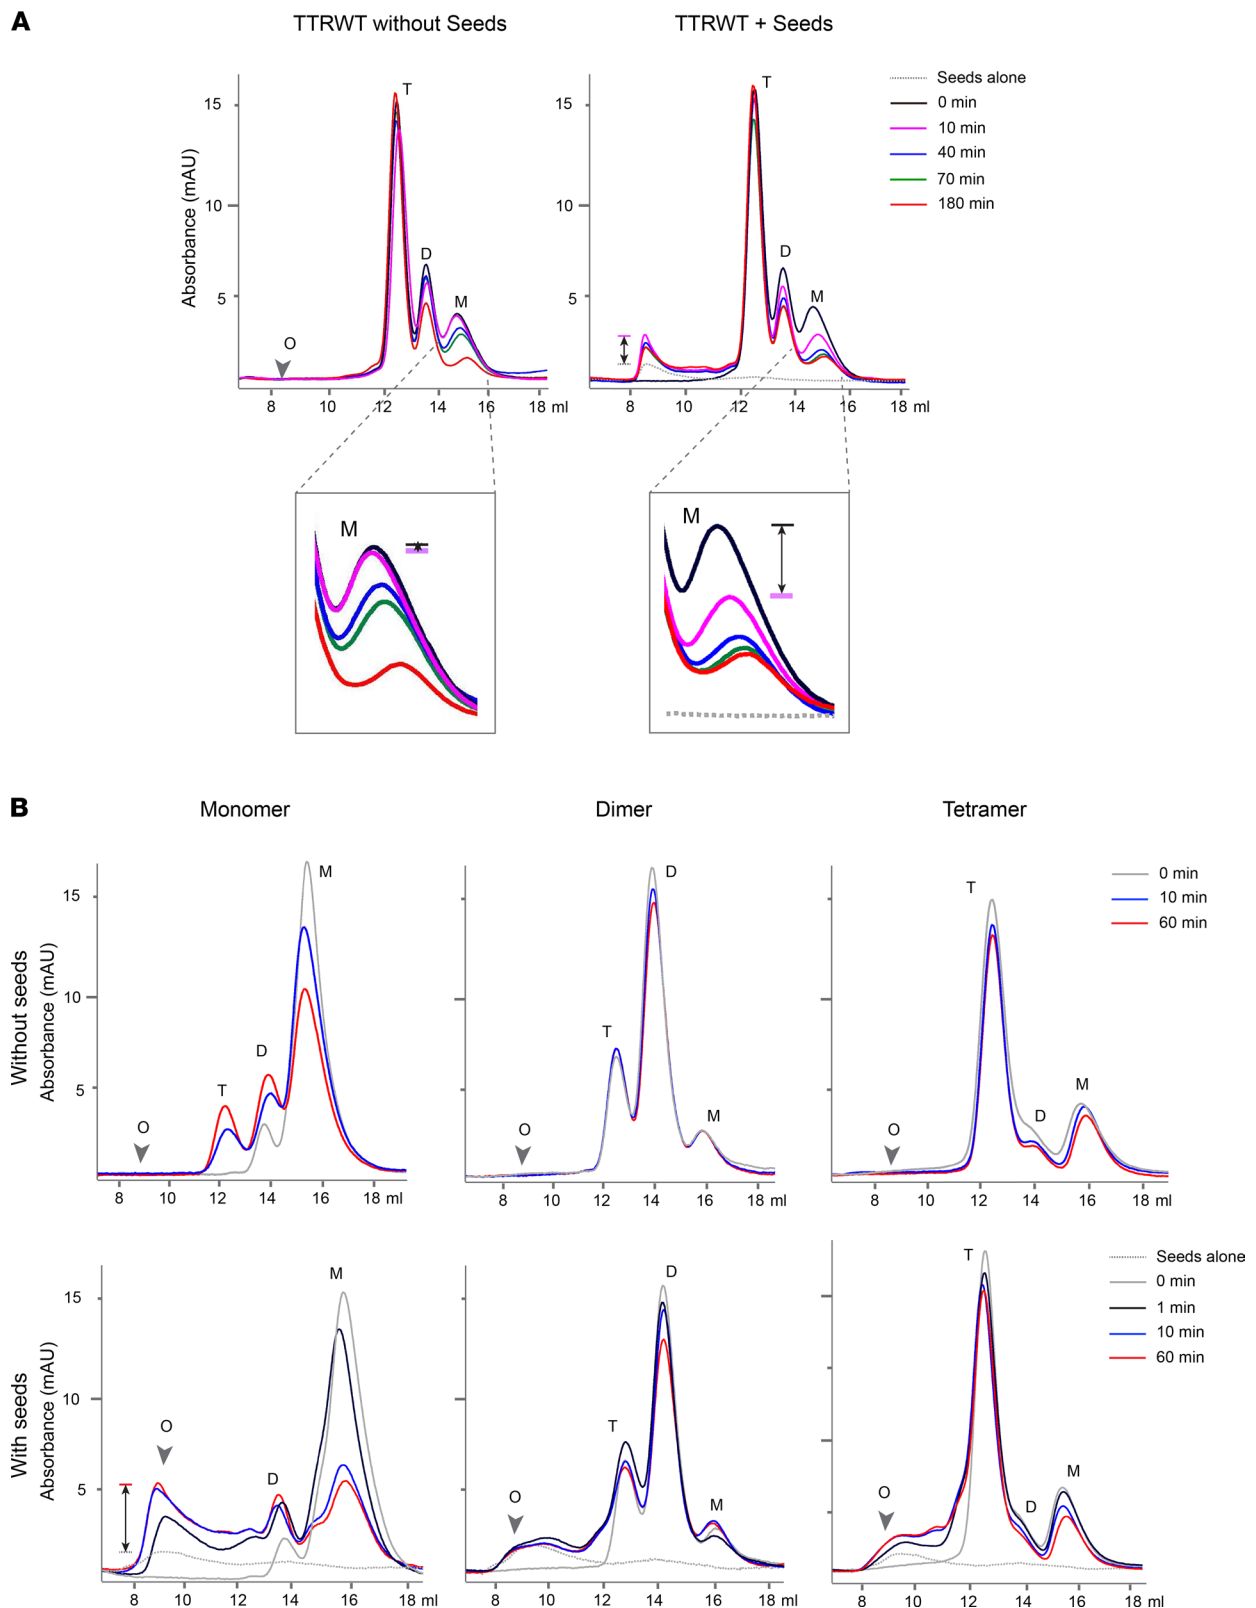 A
TTRWT without Seeds
TTRWT + Seeds
Seeds alone
0 min
10 min
40 min
70 min
180 min
Absorbance (mAU)
15
10
5
T
D
M
O
8 10 12 14 16 18 ml
T
D
M
8 10 12 14 16 18 ml
M
M
B
Monomer
Dimer
Tetramer
Without seeds
Absorbance (mAU)
15
10
5
O
T
D
M
8 10 12 14 16 18 ml
O
T
D
M
8 10 12 14 16 18 ml
O
T
D
M
8 10 12 14 16 18 ml
0 min
10 min
60 min
With seeds
Absorbance (mAU)
15
10
5
O
D
M
8 10 12 14 16 18 ml
O
T
D
M
8 10 12 14 16 18 ml
O
T
D
M
8 10 12 14 16 18 ml
Seeds alone
0 min
1 min
10 min
60 min